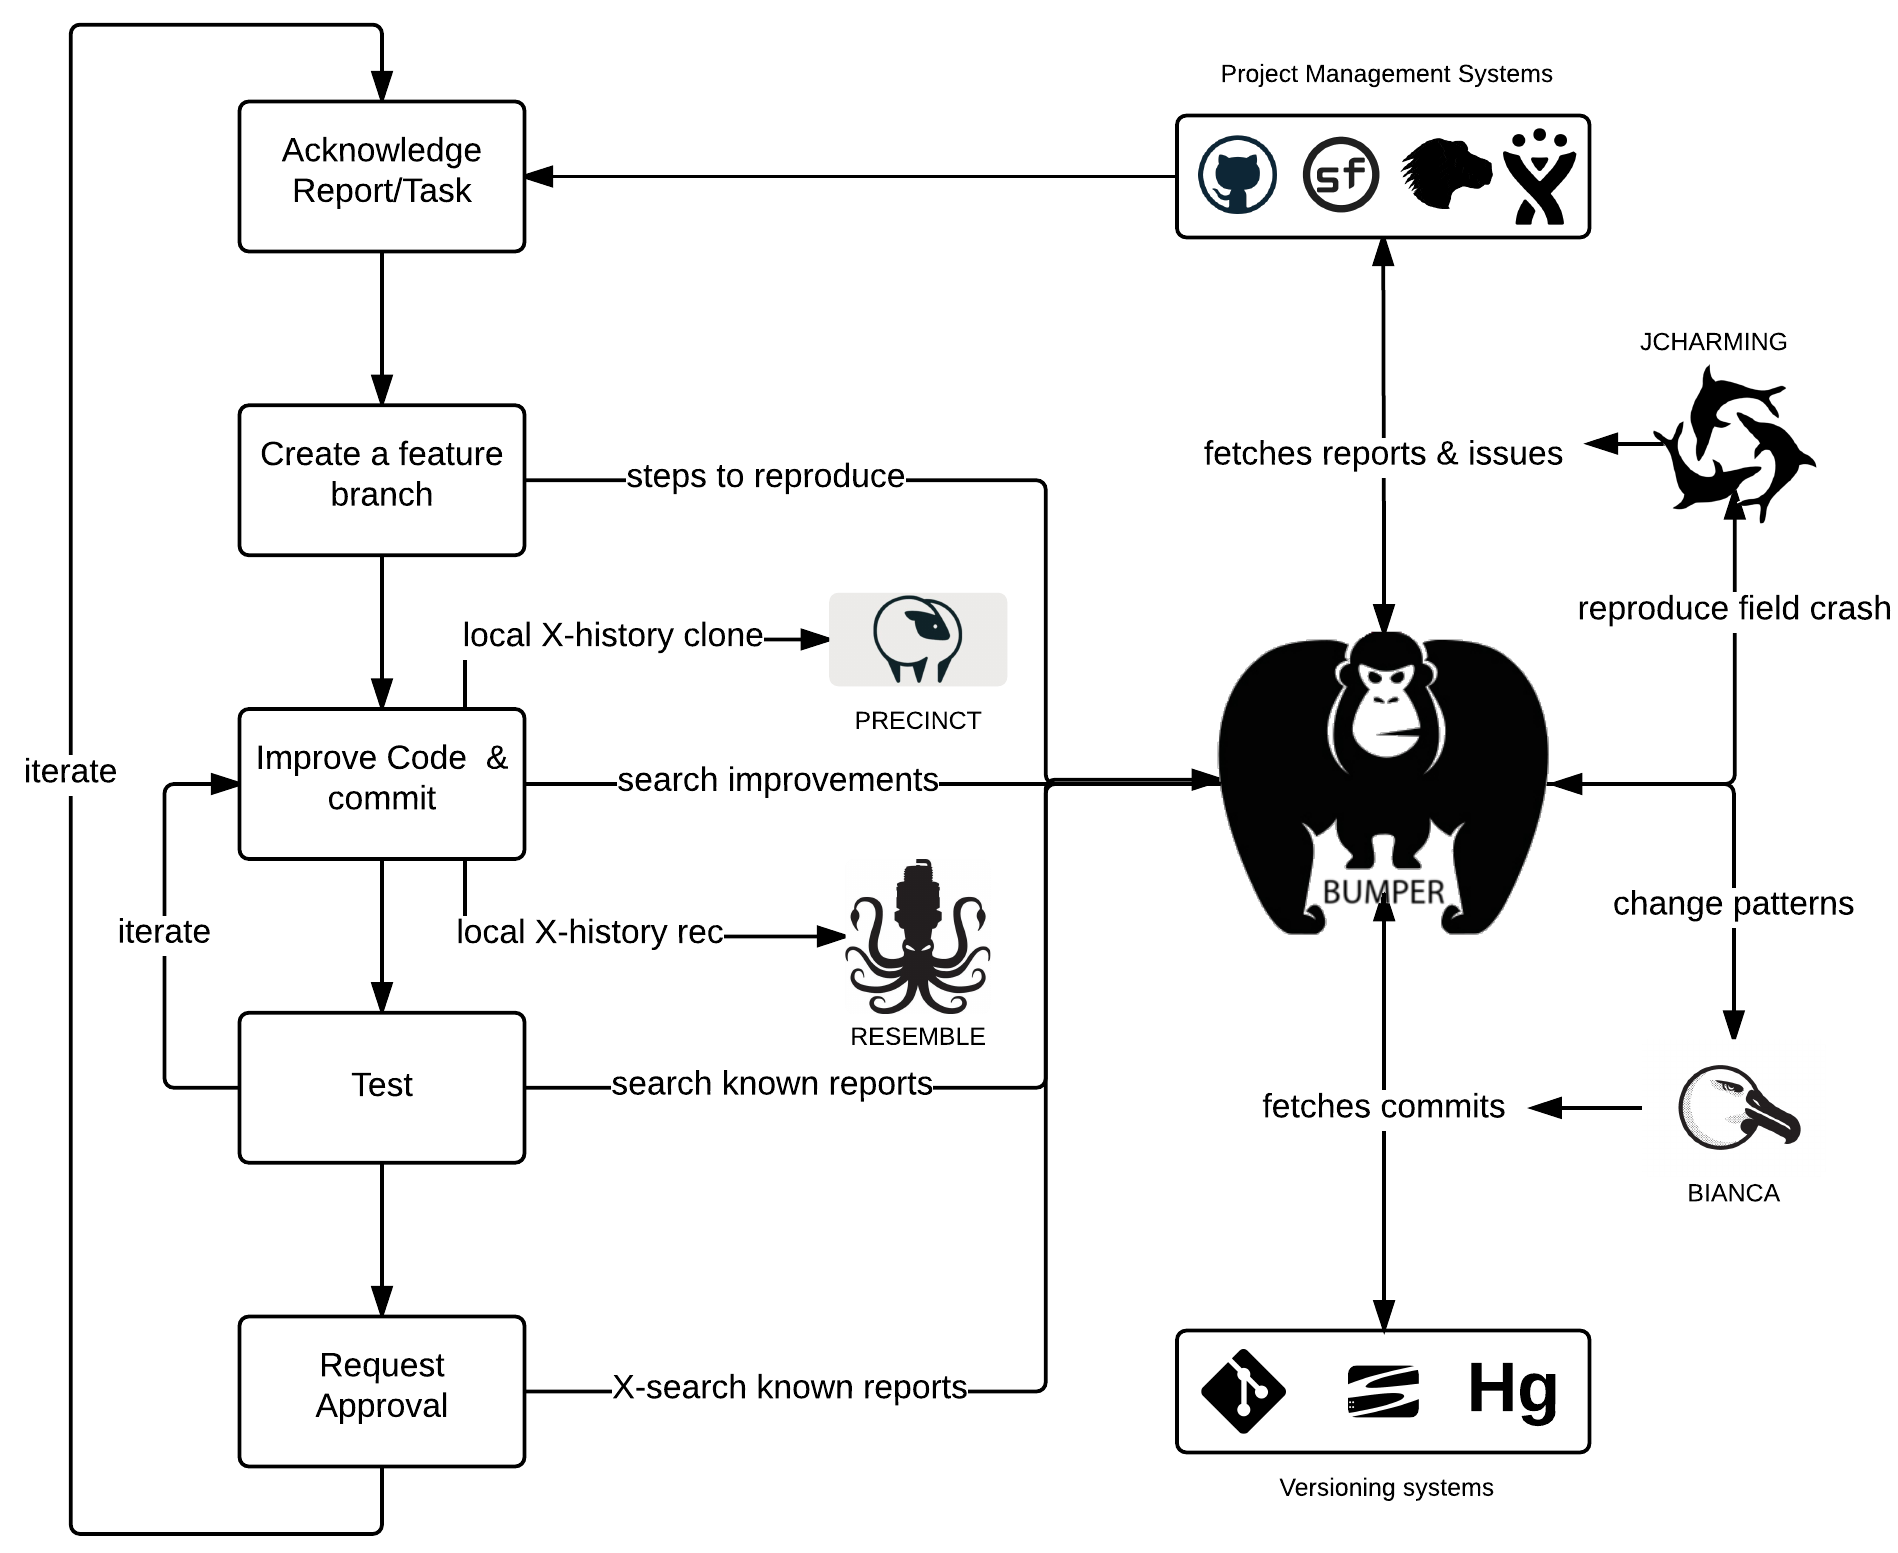 Project Management Systems
Acknowledge
Report/Task
sf
JCHARMING
Create a feature
branch
steps to reproduce
fetches reports & issues
local X-history clone
reproduce field crash
PRECINCT
iterate
Improve Code  &
commit
search improvements
BUMPER
change patterns
iterate
local X-history rec
RESEMBLE
Test
search known reports
fetches commits
BIANCA
Request
Approval
X-search known reports
Hg
Versioning systems